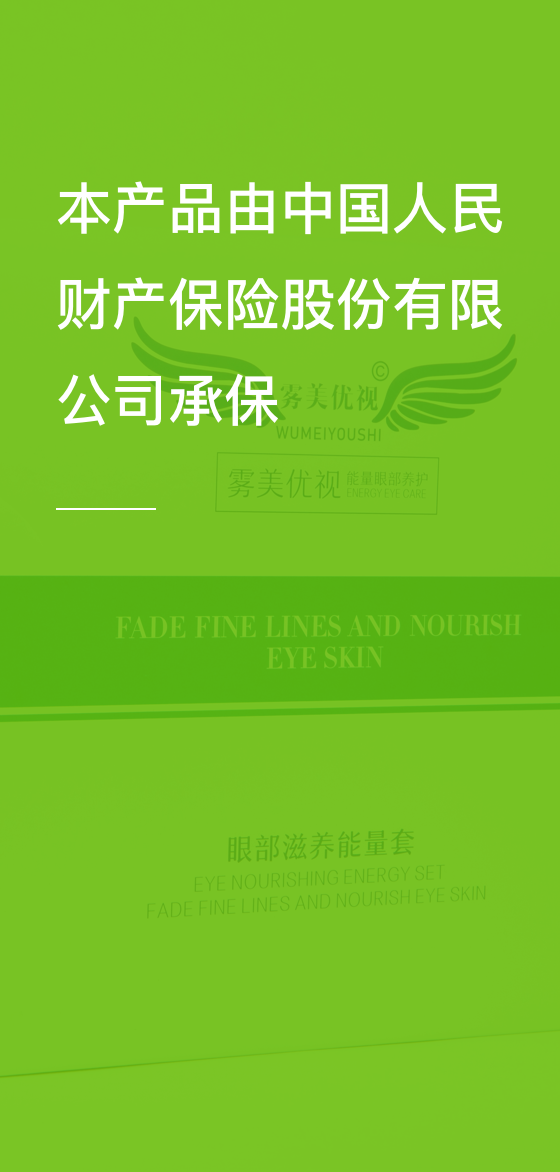 本产品由中国人民
财产保险股份有限
公司承保
©
雾美优视
WUMEIYOUSHI
雾美优视 能量眼部养护
ENERGY EYE CARE
FADE FINE LINES AND NOURISH
EYE SKIN
眼部滋养能量套
EYE NOURISHING ENERGY SET
FADE FINE LINES AND NOURISH EYE SKIN